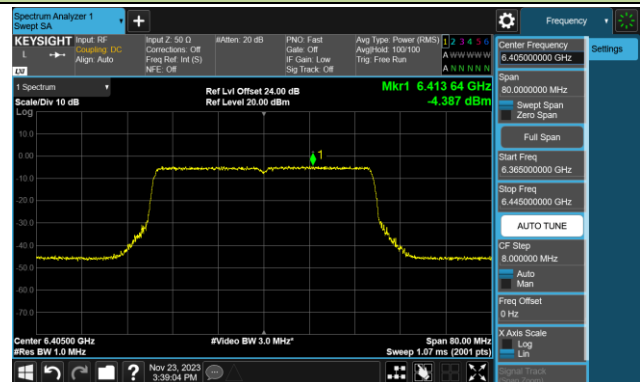 Spectrum Analyzer 1
Swept SA
Frequency
KEYSIGHT
L
LXI
Input: RF
Coupling: DC
Align: Auto
Input Z: 50 Ω
Corrections: Off
Freq Ref: Int (S)
NFE: Off
#Atten: 20 dB
PNO: Fast
Gate: Off
IF Gain: Low
Sig Track: Off
Avg Type: Power (RMS)
Avg|Hold: 100/100
Trig: Free Run
1 2 3 4 5 6
A W W W W W
A N N N N N
1 Spectrum
Scale/Div 10 dB
Log
Ref Lvl Offset 24.00 dB
Ref Level 20.00 dBm
Mkr1 6.413 64 GHz
-4.387 dBm
10.0
0.00
-10.0
-20.0
-30.0
-40.0
-50.0
-60.0
-70.0
1
Center 6.40500 GHz
#Res BW 1.0 MHz
#Video BW 3.0 MHz*
Span 80.00 MHz
Sweep 1.07 ms (2001 pts)
Nov 23, 2023
3:39:04 PM
Center Frequency
6.405000000 GHz
Settings
Span
80.0000000 MHz
Swept Span
Zero Span
Full Span
Start Freq
6.365000000 GHz
Stop Freq
6.445000000 GHz
AUTO TUNE
CF Step
8.000000 MHz
Auto
Man
Freq Offset
0 Hz
X Axis Scale
Log
Lin
Signal Track